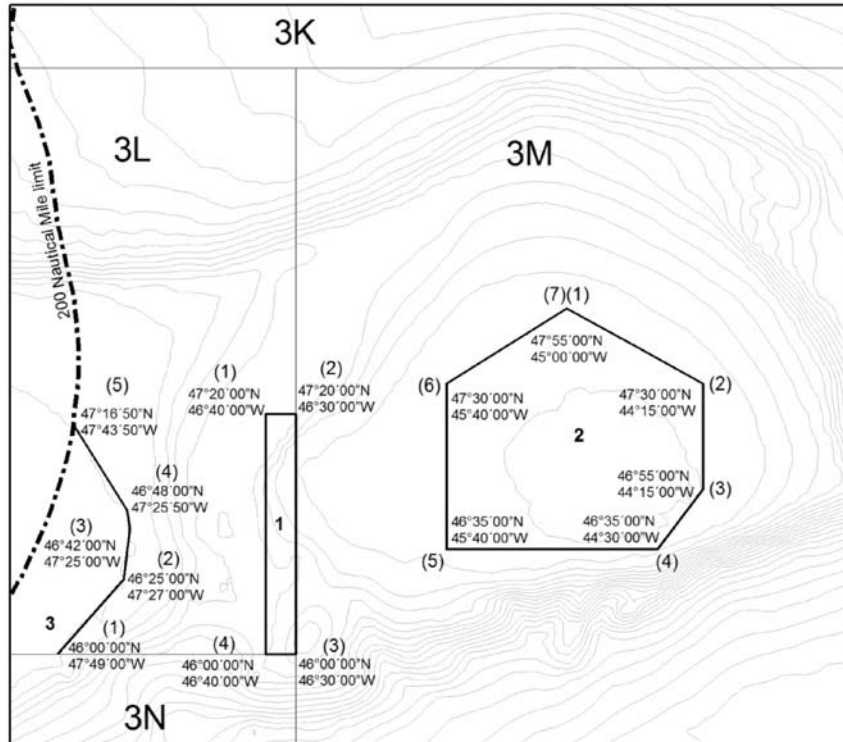 3K
3L
3M
200 Nautical Mile limit
(7)(1)
47°55´00"N
45°00´00"W
(6)
47°30´00"N
45°40´00"W
47°30´00"N
44°15´00"W
(2)
2
46°55´00"N
44°15´00"W
(3)
46°35´00"N
45°40´00"W
46°35´00"N
44°30´00"W
(5)
(4)
(1)
47°20´00"N
46°40´00"W
(2)
47°20´00"N
46°30´00"W
1
(5)
47°16´50"N
47°43´50"W
(4)
46°48´00"N
47°25´50"W
(3)
46°42´00"N
47°25´00"W
(2)
46°25´00"N
47°27´00"W
3
(1)
46°00´00"N
47°49´00"W
(4)
46°00´00"N
46°40´00"W
(3)
46°00´00"N
46°30´00"W
3N